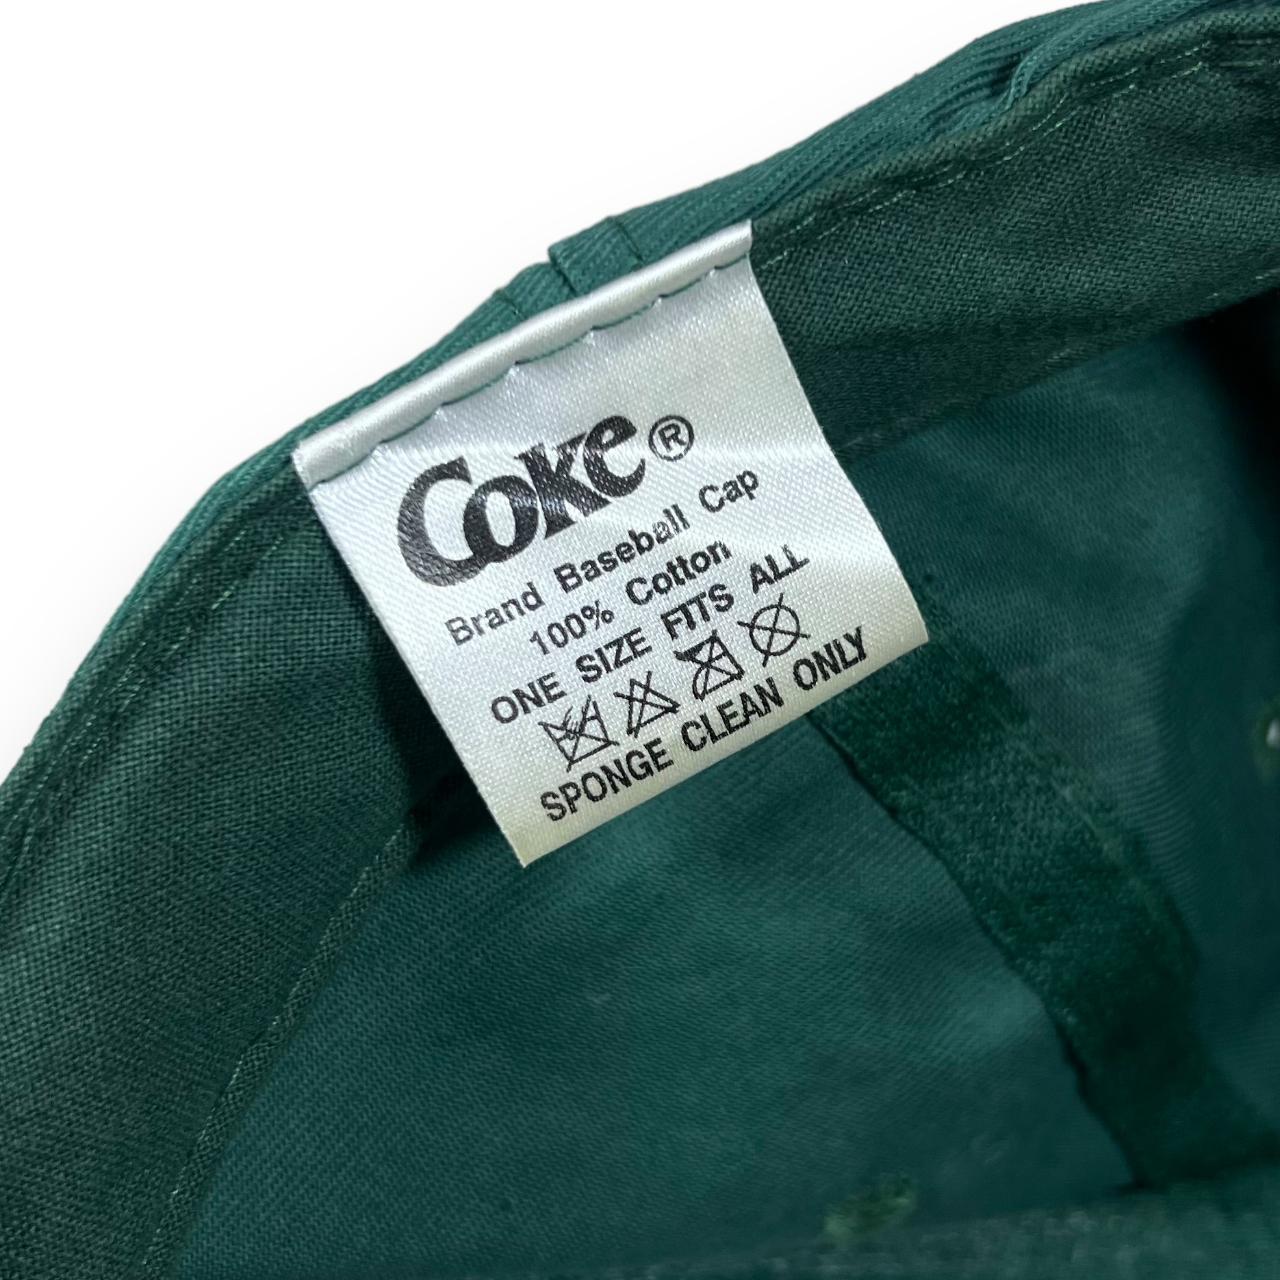 Coke®
Brand Baseball Cap
100% Cotton
ONE SIZE FITS ALL
SPONGE CLEAN ONLY